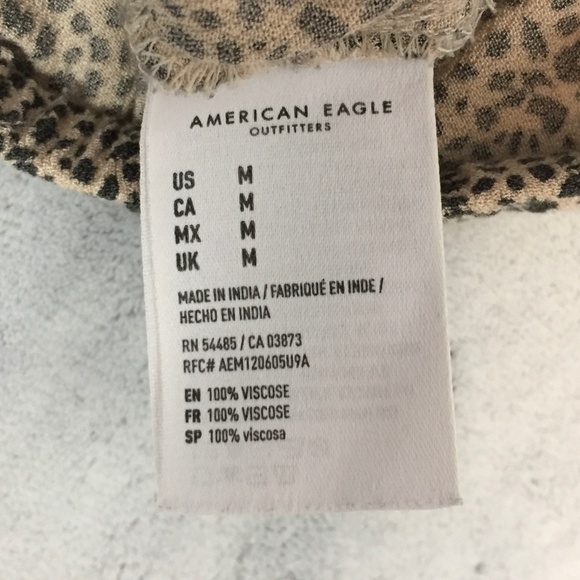 AMERICAN EAGLE
OUTFITTERS
US M
CA M
MX M
UK M
MADE IN INDIA / FABRIQUÉ EN INDE /
HECHO EN INDIA
RN 54485 / CA 03873
RFC# AEM120605U9A
EN 100% VISCOSE
FR 100% VISCOSE
SP 100% viscosa